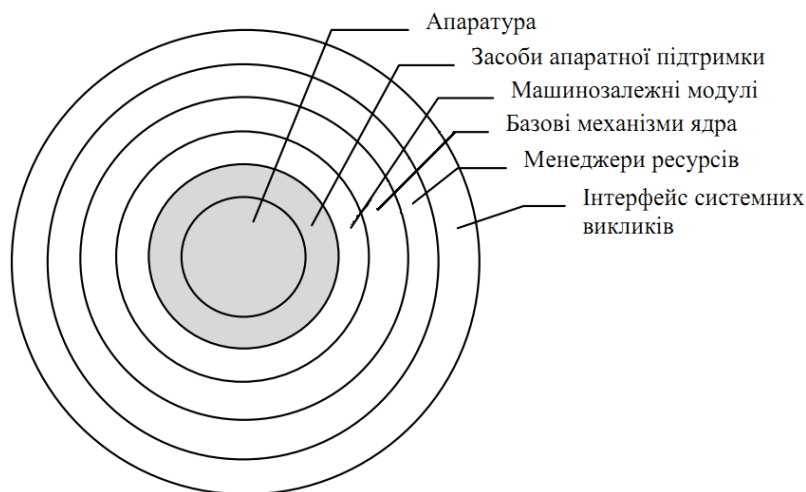 Апаратура
Засоби апаратної підтримки
Машинозалежні модулі
Базові механізми ядра
Менеджери ресурсів
Інтерфейс системних
викликів